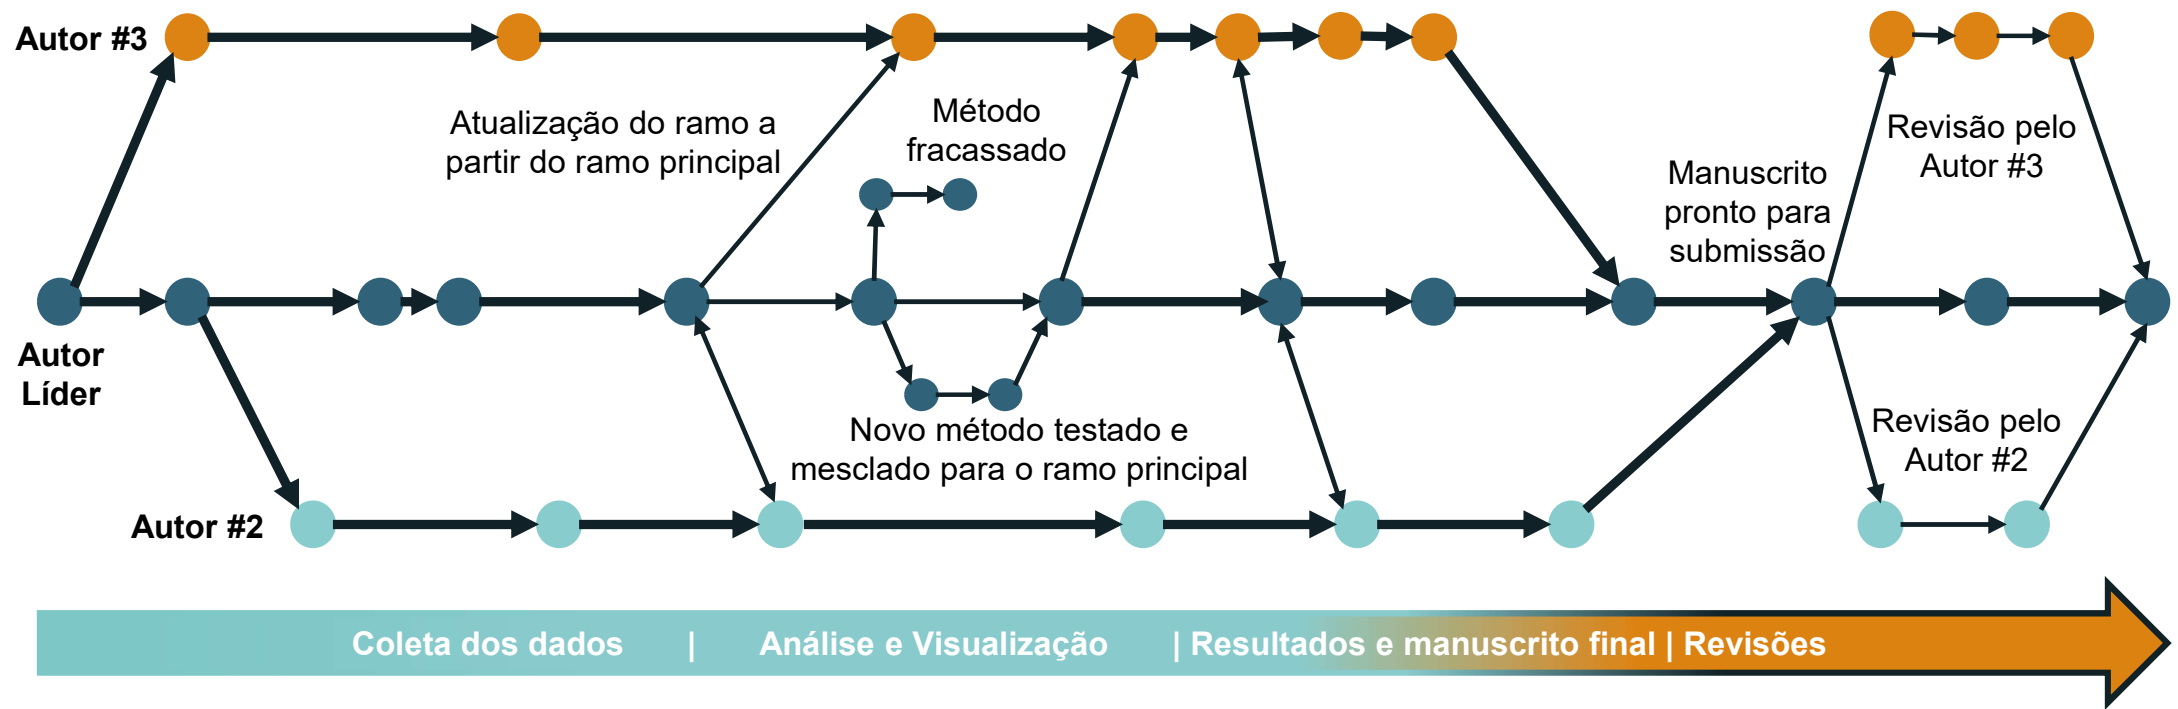 Autor #3
Atualização do ramo a
partir do ramo principal
Método
fracassado
Manuscrito
pronto para
submissão
Revisão pelo
Autor #3
Autor
Líder
Novo método testado e
mesclado para o ramo principal
Revisão pelo
Autor #2
Autor #2
Coleta dos dados | Análise e Visualização | Resultados e manuscrito final | Revisões